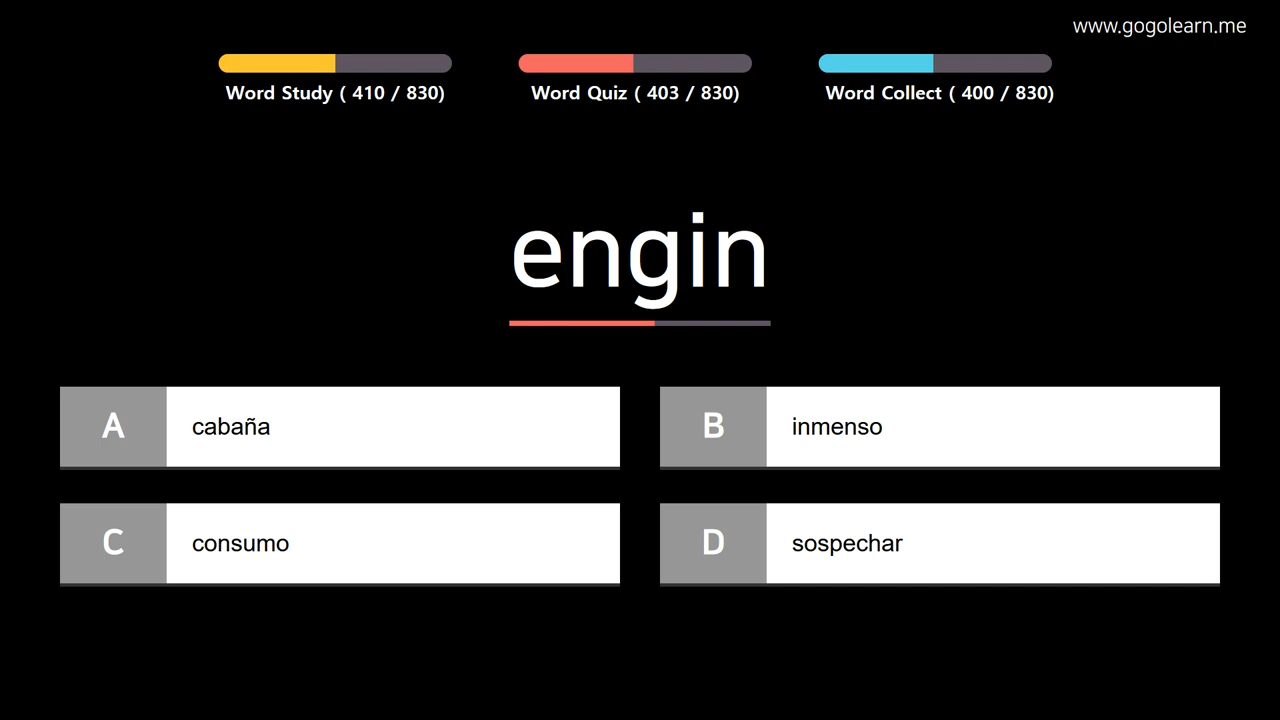 www.gogolearn.me
Word Study ( 410 / 830)
Word Quiz ( 403 / 830)
Word Collect ( 400 / 830)
engin
A cabaña
B inmenso
C consumo
D sospechar